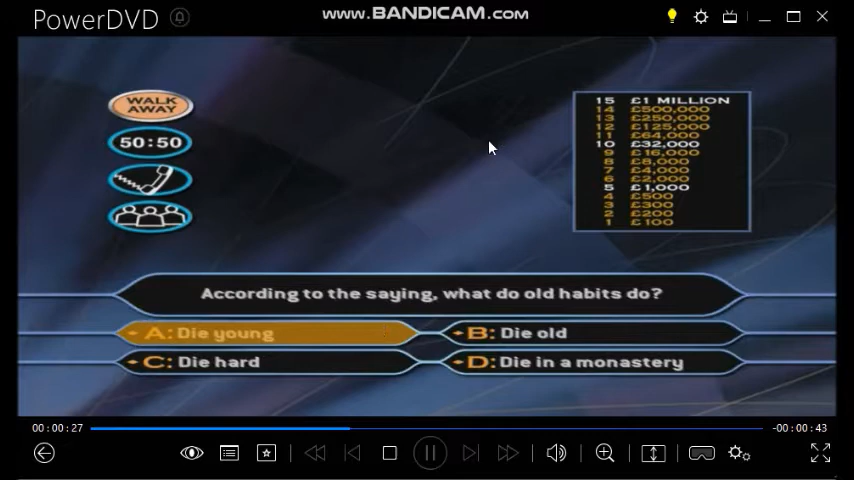 PowerDVD
www.BANDICAM.com
WALK
AWAY
50:50
15 £1 MILLION
14 £500,000
13 £250,000
12 £125,000
11 £64,000
10 £32,000
9 £16,000
8 £8,000
7 £4,000
6 £2,000
5 £1,000
4 £500
3 £300
2 £200
1 £100
According to the saying, what do old habits do?
A: Die young
B: Die old
C: Die hard
D: Die in a monastery
00:00:27
-00:00:43